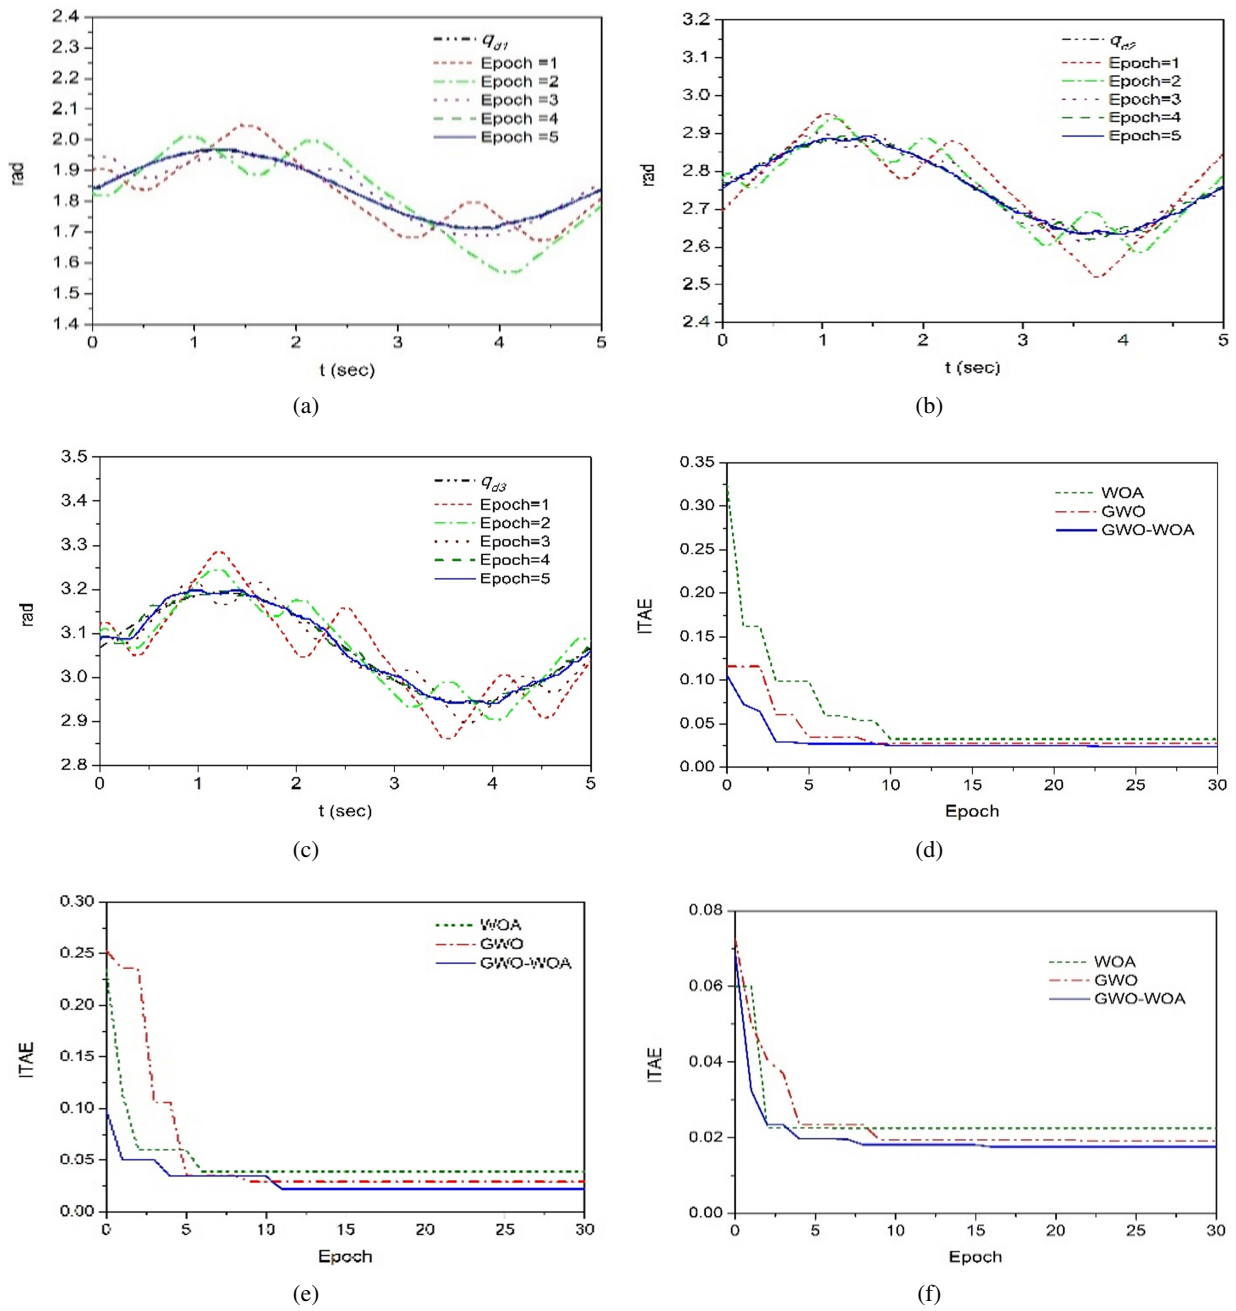 2.4
2.3
2.2
2.1
2.0
1.9
1.8
1.7
1.6
1.5
1.4
rad
0 1 2 3 4 5
t (sec)
q_d1
Epoch =1
Epoch =2
Epoch =3
Epoch =4
Epoch =5
(a)
3.2
3.1
3.0
2.9
2.8
2.7
2.6
2.5
2.4
rad
0 1 2 3 4 5
t (sec)
q_d2
Epoch=1
Epoch=2
Epoch=3
Epoch=4
Epoch=5
(b)
3.5
3.4
3.3
3.2
3.1
3.0
2.9
2.8
rad
0 1 2 3 4 5
t (sec)
q_d3
Epoch=1
Epoch=2
Epoch=3
Epoch=4
Epoch=5
(c)
0.35
0.30
0.25
0.20
0.15
0.10
0.05
0.00
ITAE
0 5 10 15 20 25 30
Epoch
WOA
GWO
GWO-WOA
(d)
0.30
0.25
0.20
0.15
0.10
0.05
0.00
ITAE
0 5 10 15 20 25 30
Epoch
WOA
GWO
GWO-WOA
(e)
0.08
0.06
0.04
0.02
0.00
ITAE
0 5 10 15 20 25 30
Epoch
WOA
GWO
GWO-WOA
(f)